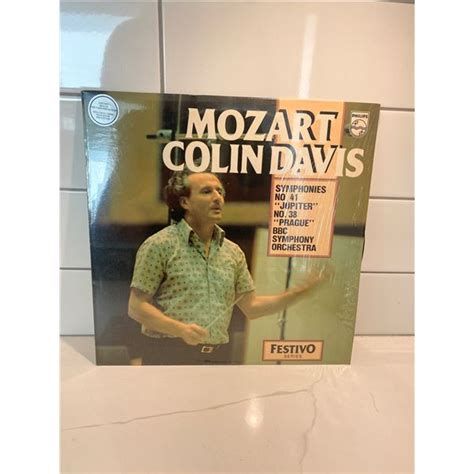 MOZART
COLIN DAVIS
PHILIPS
SYMPHONIES
NO. 41
"JUPITER"
NO. 38
"PRAGUE"
BBC
SYMPHONY
ORCHESTRA
FESTIVO
SERIES